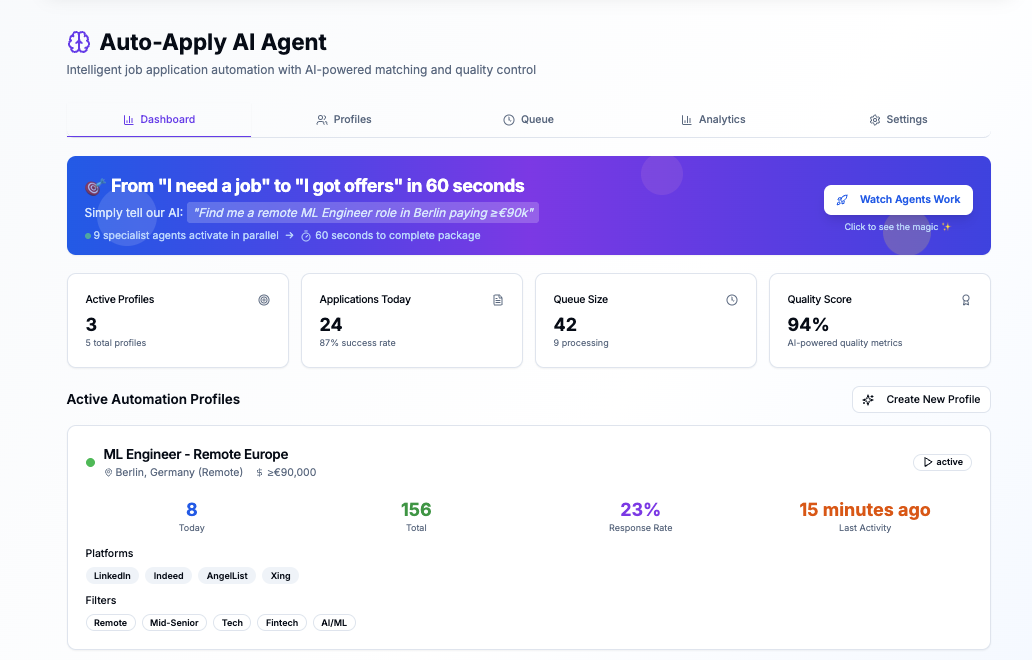 Auto-Apply AI Agent
Intelligent job application automation with AI-powered matching and quality control
Dashboard Profiles Queue Analytics Settings
🎯 From "I need a job" to "I got offers" in 60 seconds
Simply tell our AI: "Find me a remote ML Engineer role in Berlin paying ≥€90k"
9 specialist agents activate in parallel → ⏱ 60 seconds to complete package
Watch Agents Work
Click to see the magic ✨
Active Profiles
3
5 total profiles
Applications Today
24
87% success rate
Queue Size
42
9 processing
Quality Score
94%
AI-powered quality metrics
Active Automation Profiles
Create New Profile
ML Engineer - Remote Europe
Berlin, Germany (Remote) $ ≥€90,000
active
8
Today
156
Total
23%
Response Rate
15 minutes ago
Last Activity
Platforms
LinkedIn Indeed AngelList Xing
Filters
Remote Mid-Senior Tech Fintech AI/ML